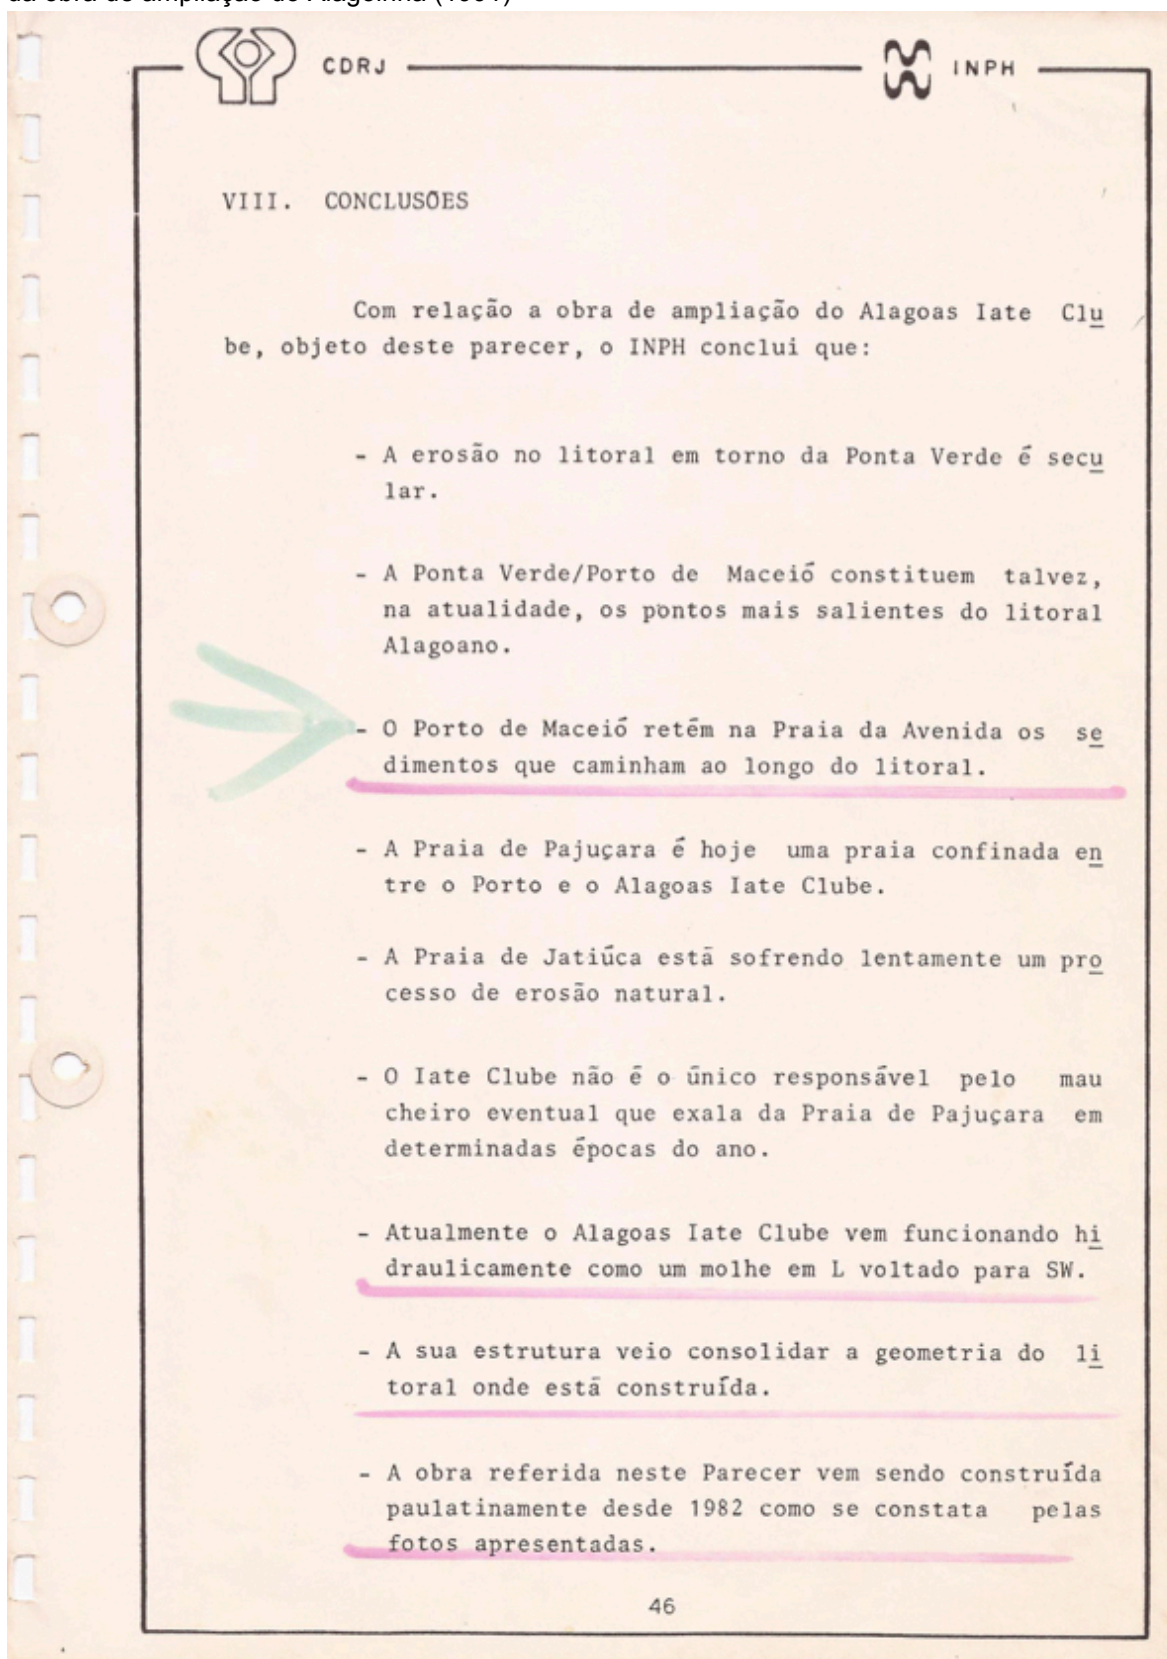 da obra de ampliação do Alagoinha
CDRJ INPH
VIII. CONCLUSÕES
Com relação a obra de ampliação do Alagoas Iate Clu
be, objeto deste parecer, o INPH conclui que:
- A erosão no litoral em torno da Ponta Verde é secu
lar.
- A Ponta Verde/Porto de Maceió constituem talvez,
na atualidade, os pontos mais salientes do litoral
Alagoano.
- O Porto de Maceió retém na Praia da Avenida os se
dimentos que caminham ao longo do litoral.
- A Praia de Pajuçara é hoje uma praia confinada en
tre o Porto e o Alagoas Iate Clube.
- A Praia de Jatiúca está sofrendo lentamente um pro
cesso de erosão natural.
- O Iate Clube não é o único responsável pelo mau
cheiro eventual que exala da Praia de Pajuçara em
determinadas épocas do ano.
- Atualmente o Alagoas Iate Clube vem funcionando hi
draulicamente como um molhe em L voltado para SW.
- A sua estrutura veio consolidar a geometria do li
toral onde está construída.
- A obra referida neste Parecer vem sendo construída
paulatinamente desde 1982 como se constata pelas
fotos apresentadas.
46